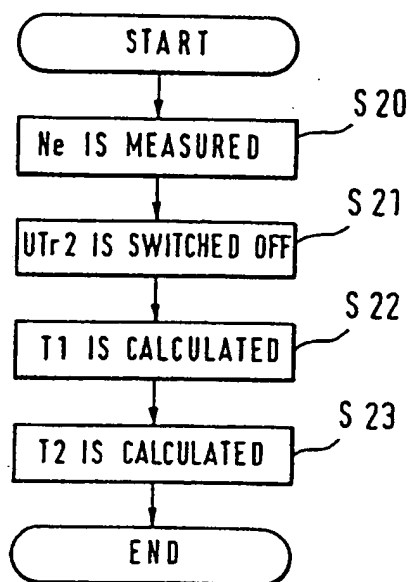 START
S20
Ne IS MEASURED
S21
UTr2 IS SWITCHED OFF
S22
T1 IS CALCULATED
S23
T2 IS CALCULATED
END